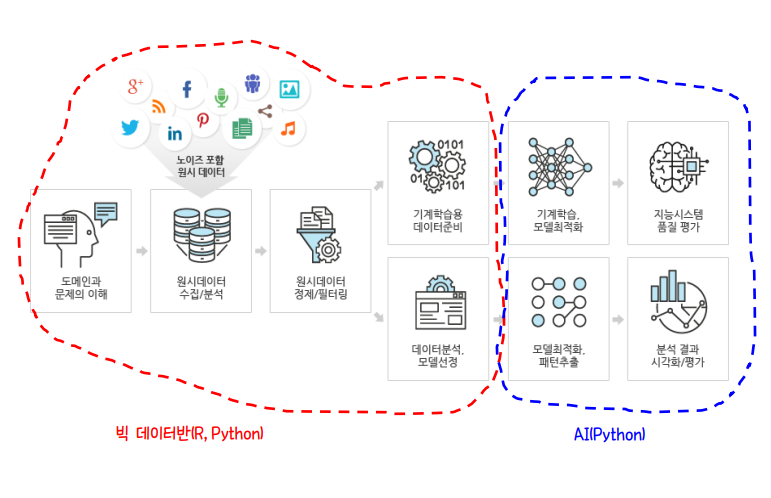 g+
f
in
노이즈 포함
원시 데이터
도메인과
문제의 이해
원시데이터
수집/분석
원시데이터
정제/필터링
0101
01
101
기계학습용
데이터준비
기계학습,
모델최적화
지능시스템
품질 평가
데이터분석,
모델선정
모델최적화,
패턴추출
분석 결과
시각화/평가
빅 데이터반(R, Python)
AI(Python)